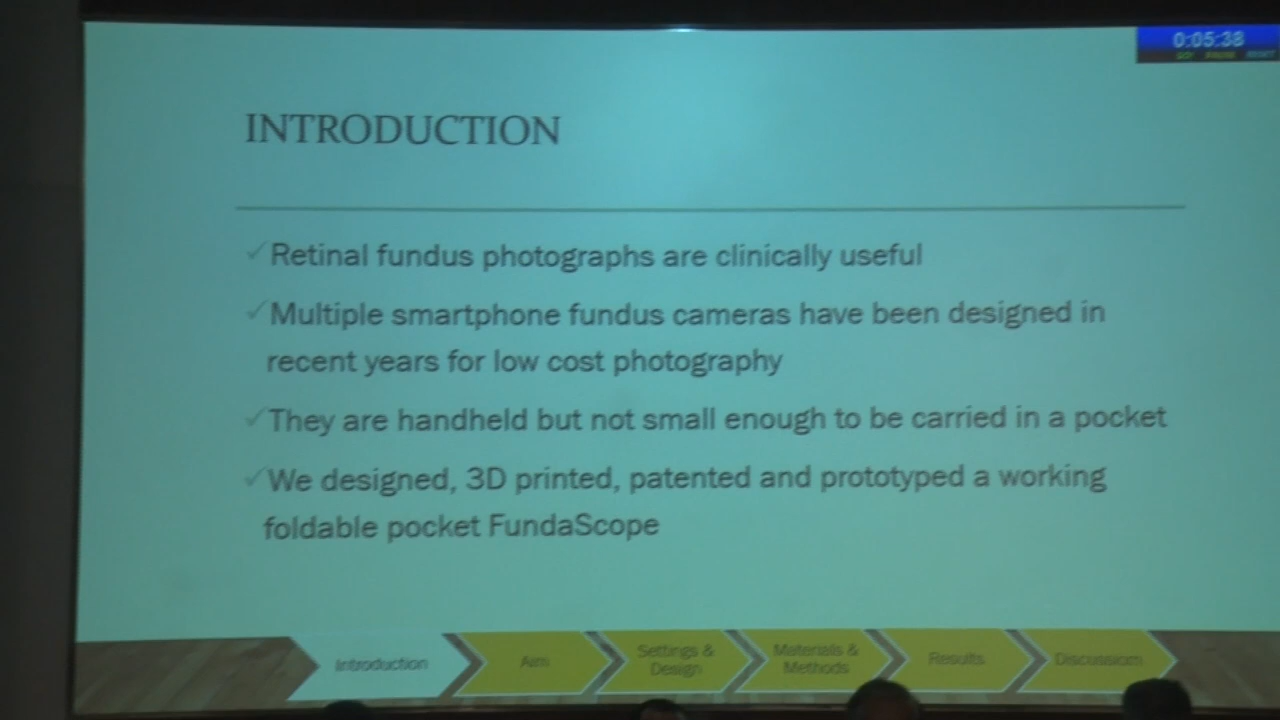 0:05:38
INTRODUCTION
✓Retinal fundus photographs are clinically useful
✓Multiple smartphone fundus cameras have been designed in
recent years for low cost photography
✓They are handheld but not small enough to be carried in a pocket
✓We designed, 3D printed, patented and prototyped a working
foldable pocket FundaScope
Introduction
Aim
Settings &
Design
Materials &
Methods
Results
Discussion